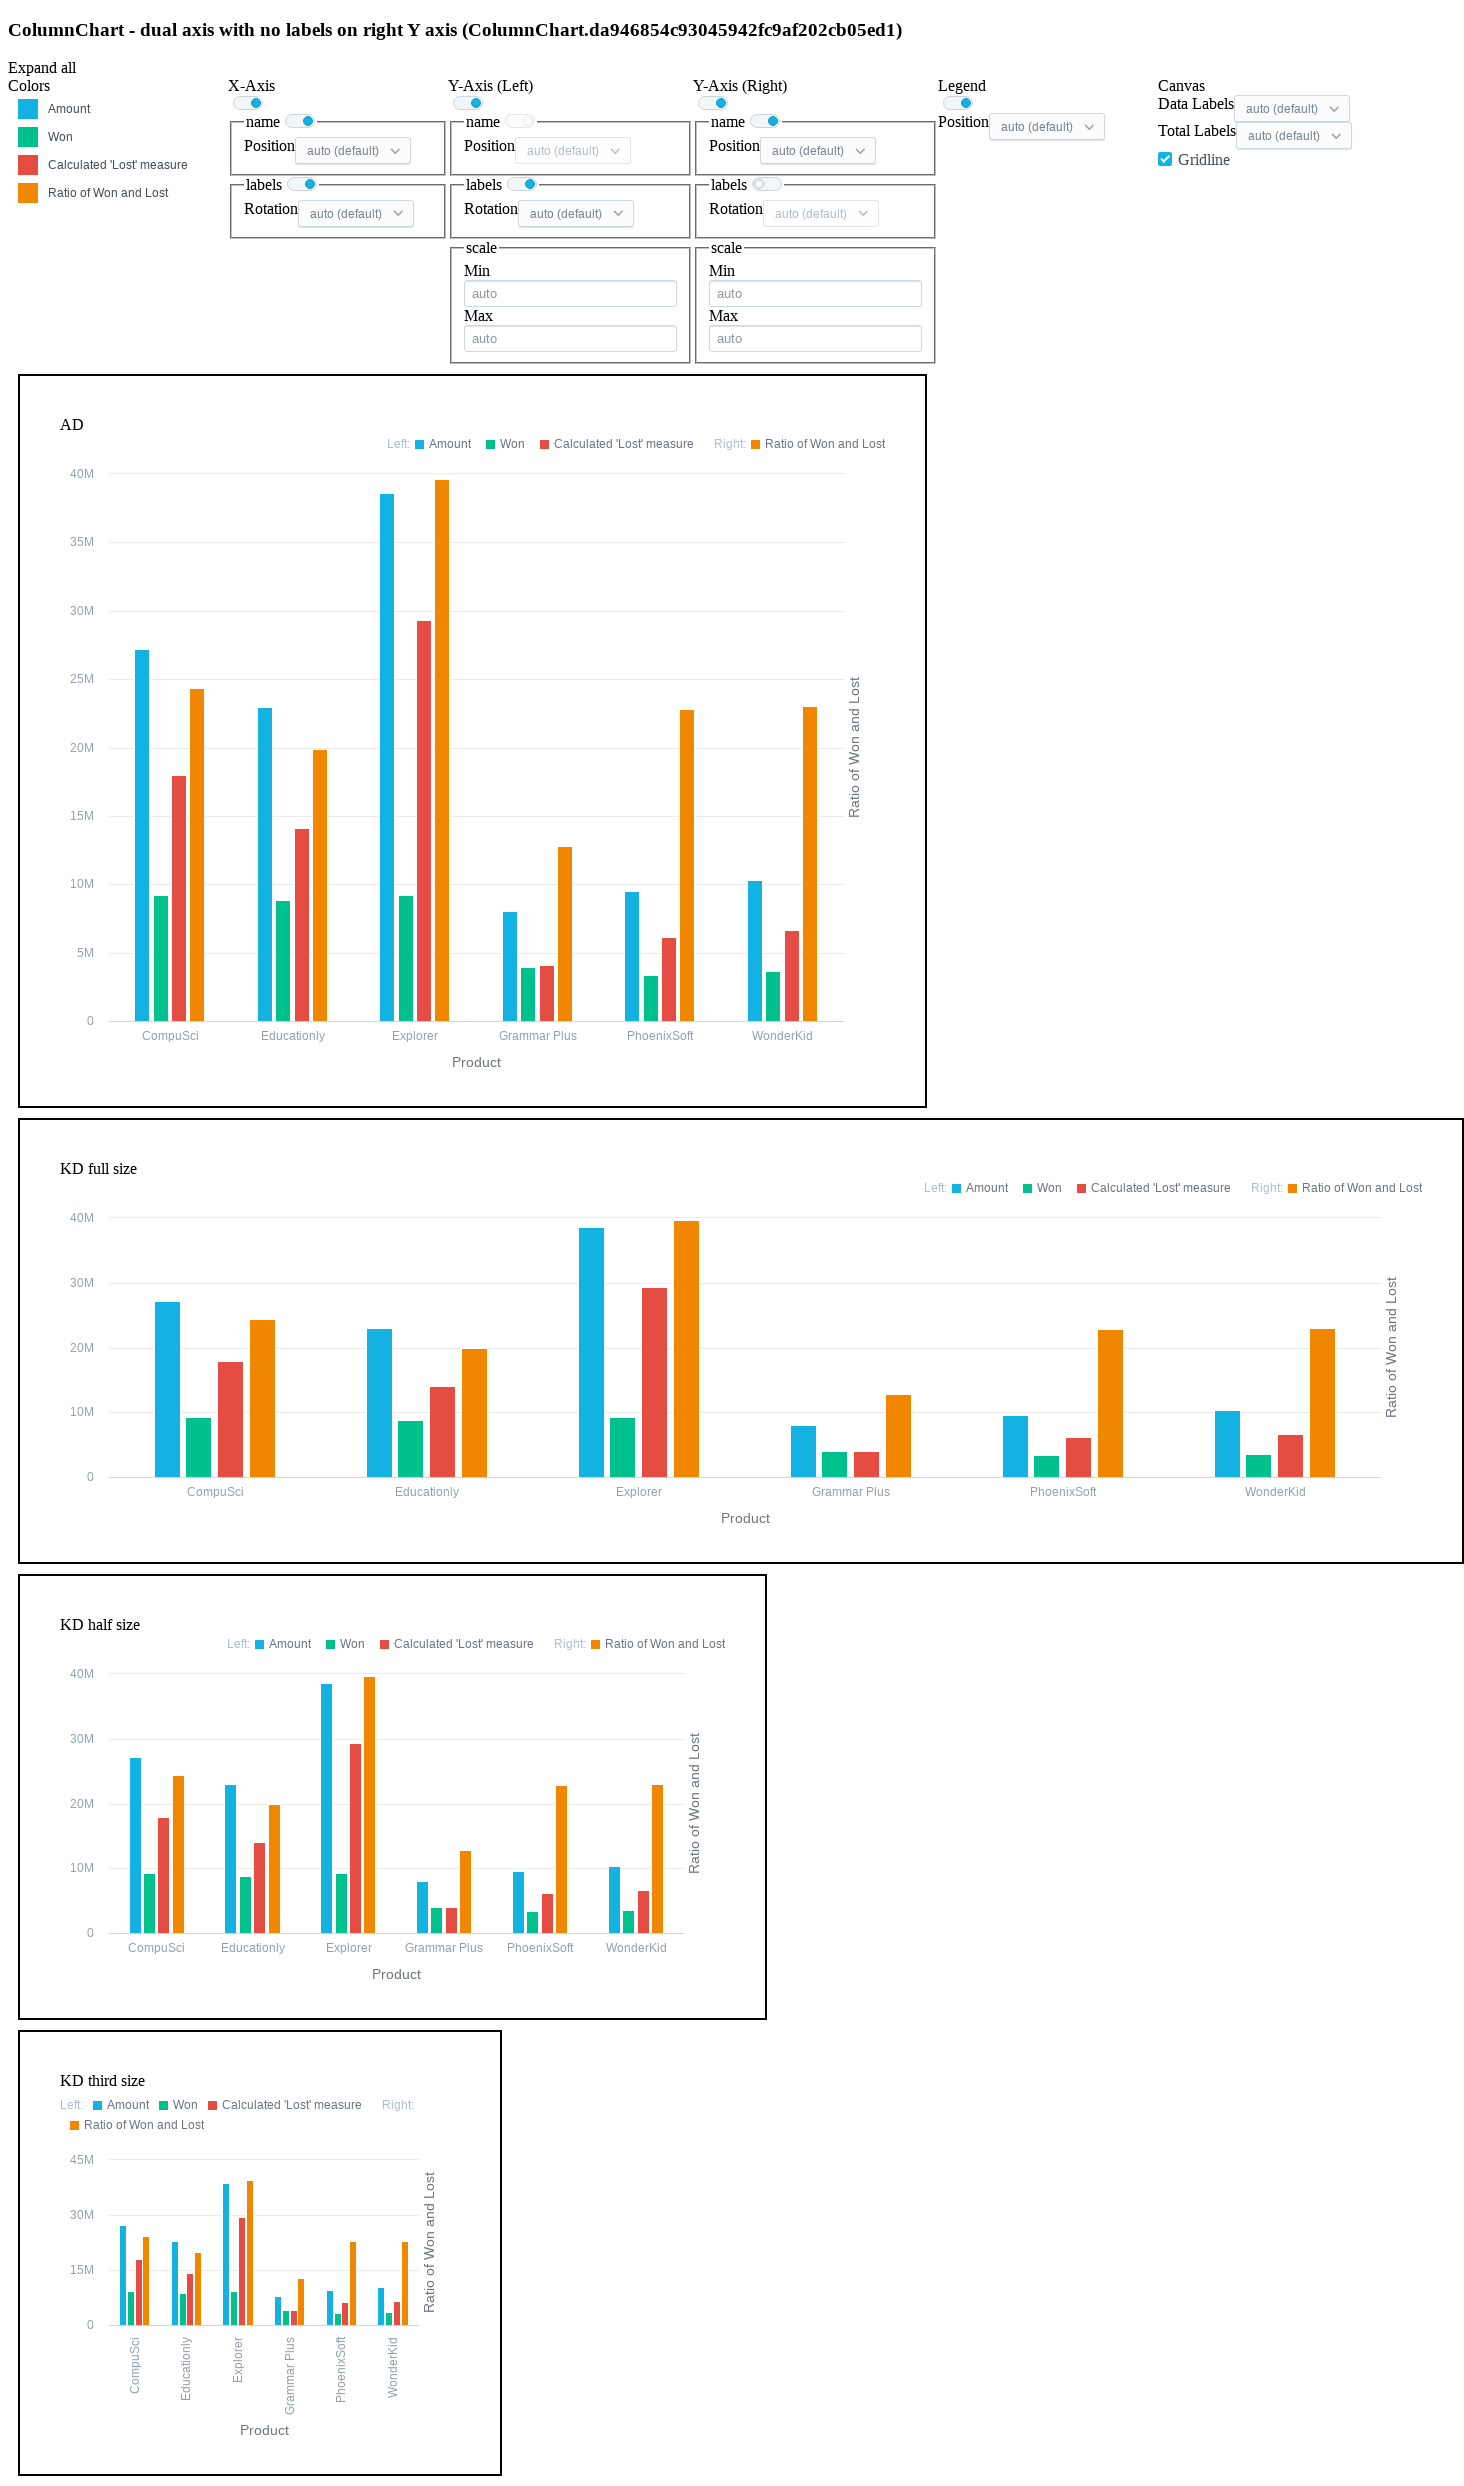 ColumnChart - dual axis with no labels on right Y axis (ColumnChart.da946854c93045942fc9af202cb05ed1)
Expand all
Colors
Amount
Won
Calculated 'Lost' measure
Ratio of Won and Lost
X-Axis
name
Position auto (default)
labels
Rotation auto (default)
Y-Axis (Left)
name
Position auto (default)
labels
Rotation auto (default)
scale
Min
auto
Max
auto
Y-Axis (Right)
name
Position auto (default)
labels
Rotation auto (default)
scale
Min
auto
Max
auto
Legend
Position auto (default)
Canvas
Data Labels auto (default)
Total Labels auto (default)
Gridline
AD
Left: Amount Won Calculated 'Lost' measure Right: Ratio of Won and Lost
40M
35M
30M
25M
20M
15M
10M
5M
0
Ratio of Won and Lost
CompuSci Educationly Explorer Grammar Plus PhoenixSoft WonderKid
Product
KD full size
Left: Amount Won Calculated 'Lost' measure Right: Ratio of Won and Lost
40M
30M
20M
10M
0
Ratio of Won and Lost
CompuSci Educationly Explorer Grammar Plus PhoenixSoft WonderKid
Product
KD half size
Left: Amount Won Calculated 'Lost' measure Right: Ratio of Won and Lost
40M
30M
20M
10M
0
Ratio of Won and Lost
CompuSci Educationly Explorer Grammar Plus PhoenixSoft WonderKid
Product
KD third size
Left: Amount Won Calculated 'Lost' measure Right:
Ratio of Won and Lost
45M
30M
15M
0
Ratio of Won and Lost
CompuSci Educationly Explorer Grammar Plus PhoenixSoft WonderKid
Product